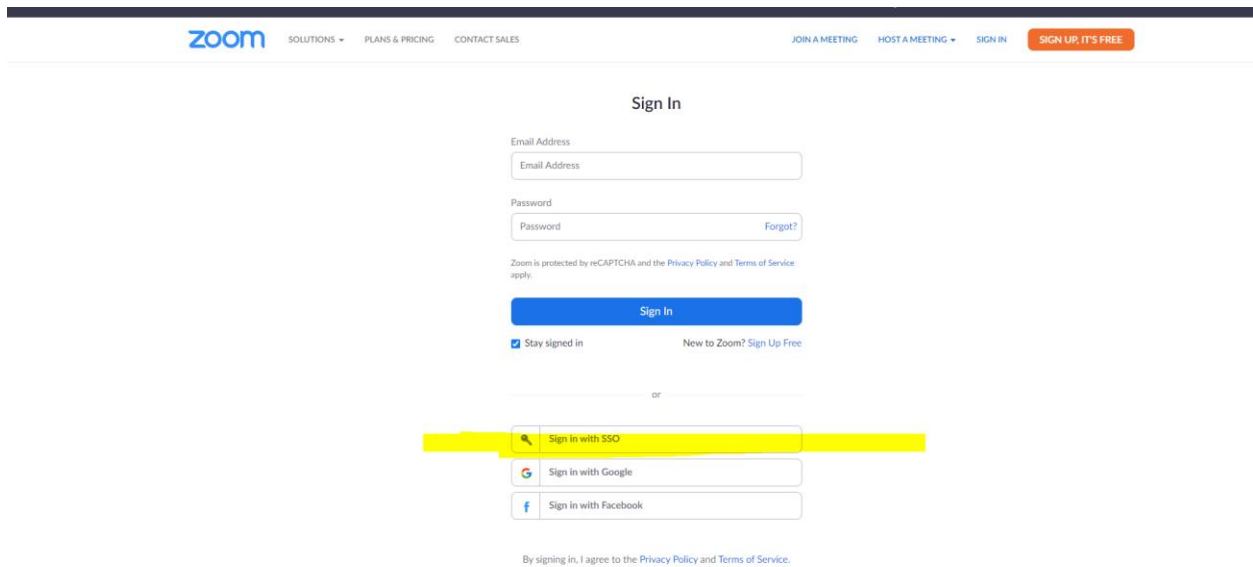 zoom SOLUTIONS PLANS & PRICING CONTACT SALES JOIN A MEETING HOST A MEETING SIGN IN SIGN UP, IT'S FREE
Sign In
Email Address
Email Address
Password
Password Forgot?
Zoom is protected by reCAPTCHA and the Privacy Policy and Terms of Service
apply.
Sign In
Stay signed in New to Zoom? Sign Up Free
or
Sign in with SSO
G Sign in with Google
f Sign in with Facebook
By signing in, I agree to the Privacy Policy and Terms of Service.